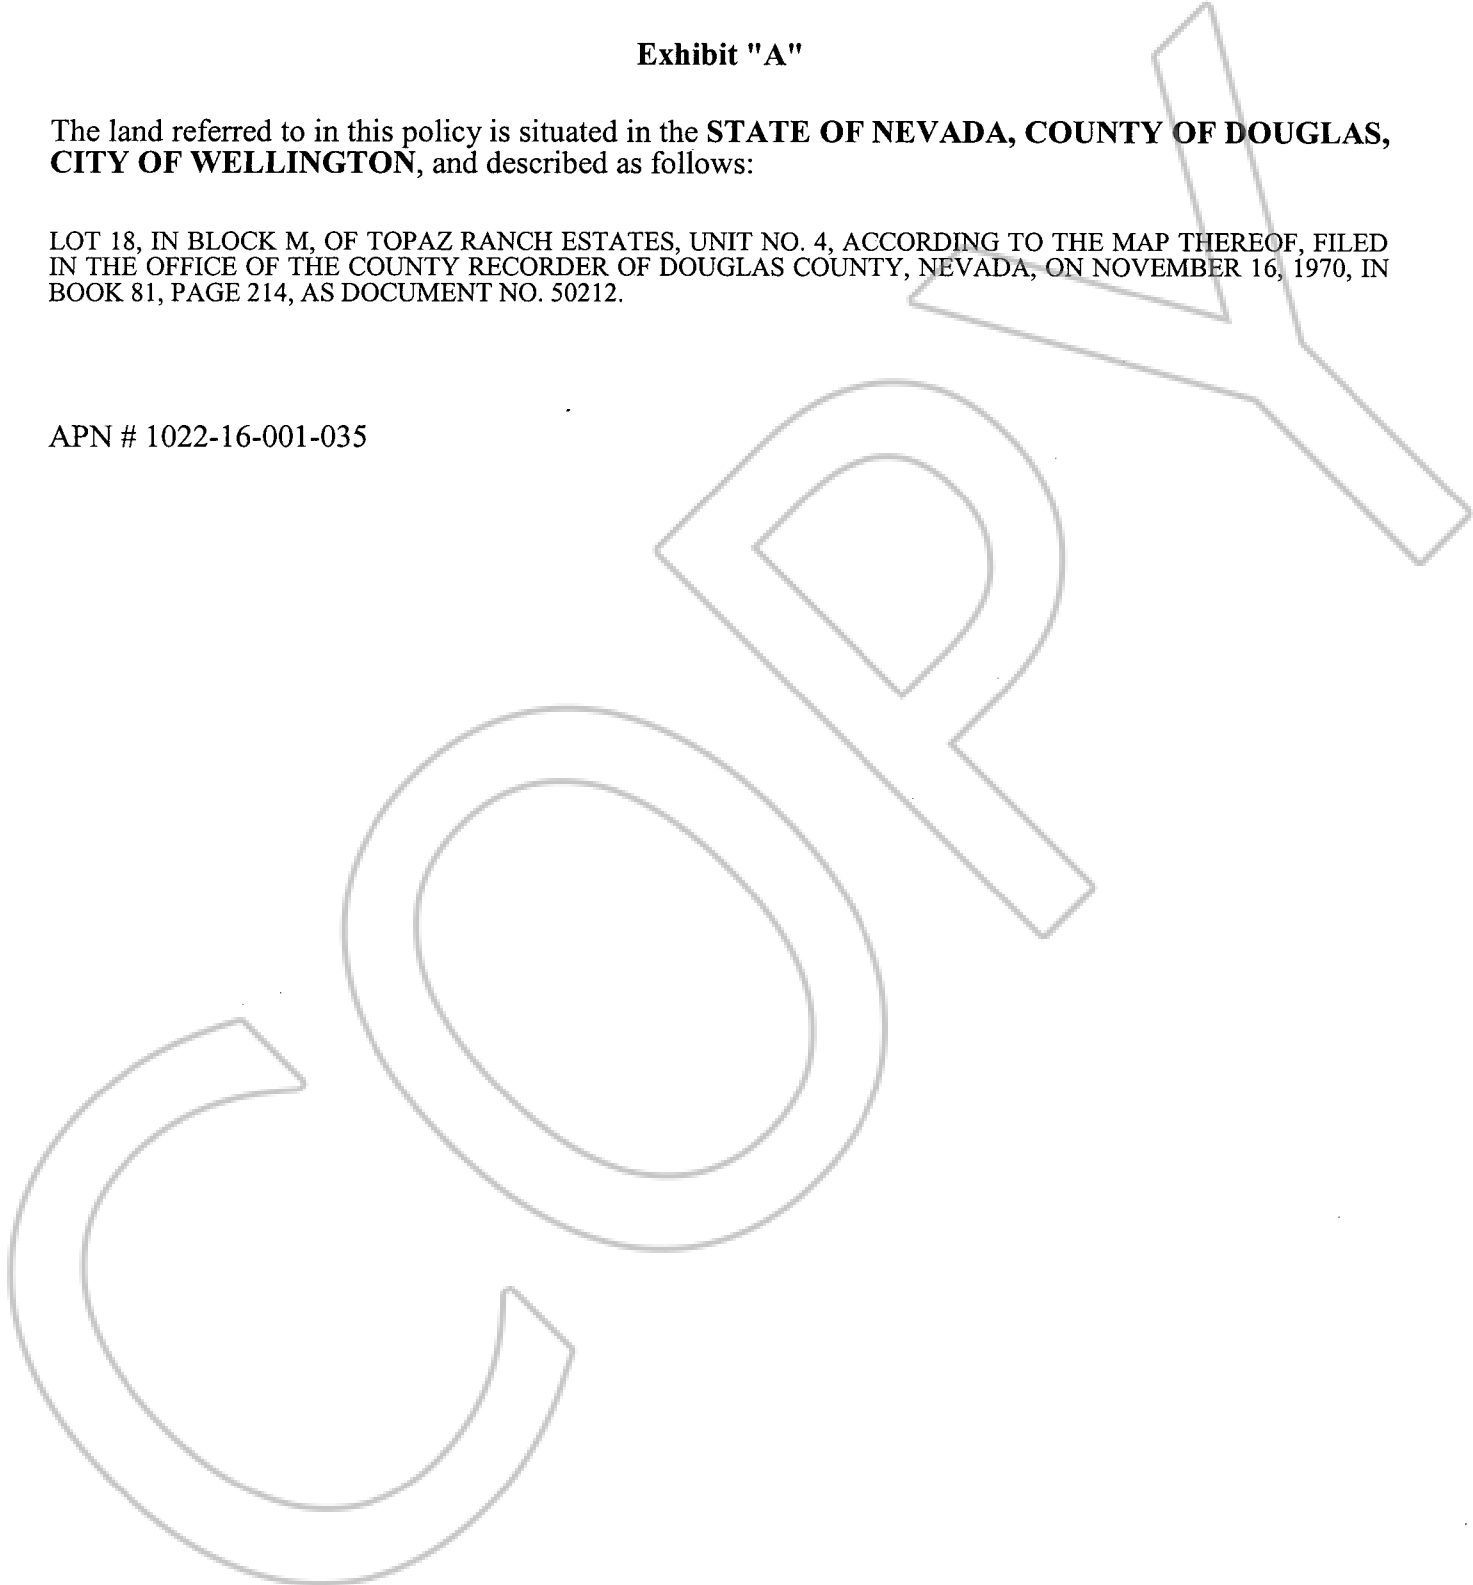 Exhibit "A"
The land referred to in this policy is situated in the STATE OF NEVADA, COUNTY OF DOUGLAS,
CITY OF WELLINGTON, and described as follows:
LOT 18, IN BLOCK M, OF TOPAZ RANCH ESTATES, UNIT NO. 4, ACCORDING TO THE MAP THEREOF, FILED
IN THE OFFICE OF THE COUNTY RECORDER OF DOUGLAS COUNTY, NEVADA, ON NOVEMBER 16, 1970, IN
BOOK 81, PAGE 214, AS DOCUMENT NO. 50212.
APN # 1022-16-001-035
COPY